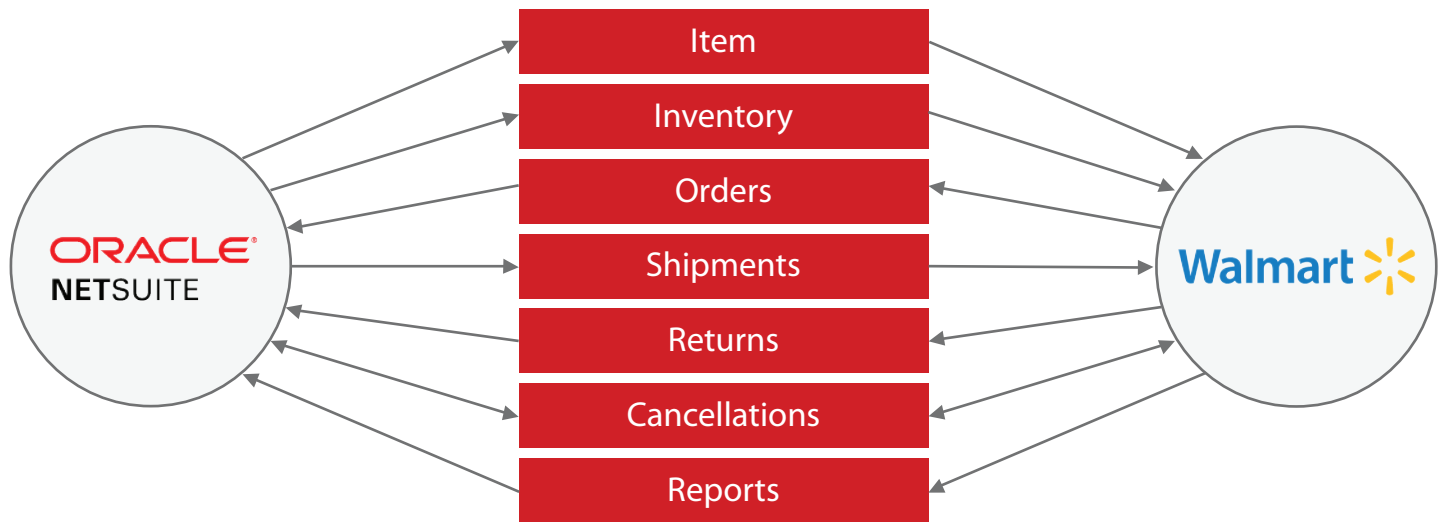 Item
Inventory
Orders
Shipments
Returns
Cancellations
Reports
ORACLE®
NETSUITE
Walmart